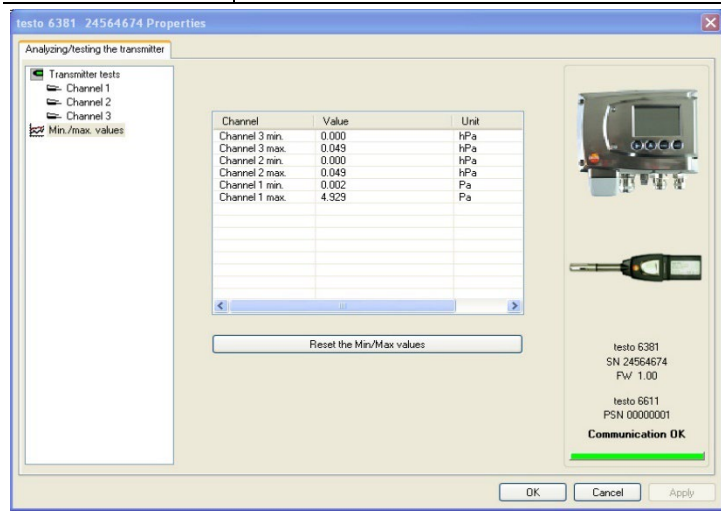 testo 6381 24564674 Properties
Analyzing/testing the transmitter
Transmitter tests
Channel 1
Channel 2
Channel 3
Min./max. values
Channel Value Unit
Channel 3 min. 0.000 hPa
Channel 3 max. 0.049 hPa
Channel 2 min. 0.000 hPa
Channel 2 max. 0.049 hPa
Channel 1 min. 0.002 Pa
Channel 1 max. 4.929 Pa
Reset the Min/Max values
testo 6381
SN 24564674
FW 1.00
testo 6611
PSN 00000001
Communication OK
OK Cancel Apply